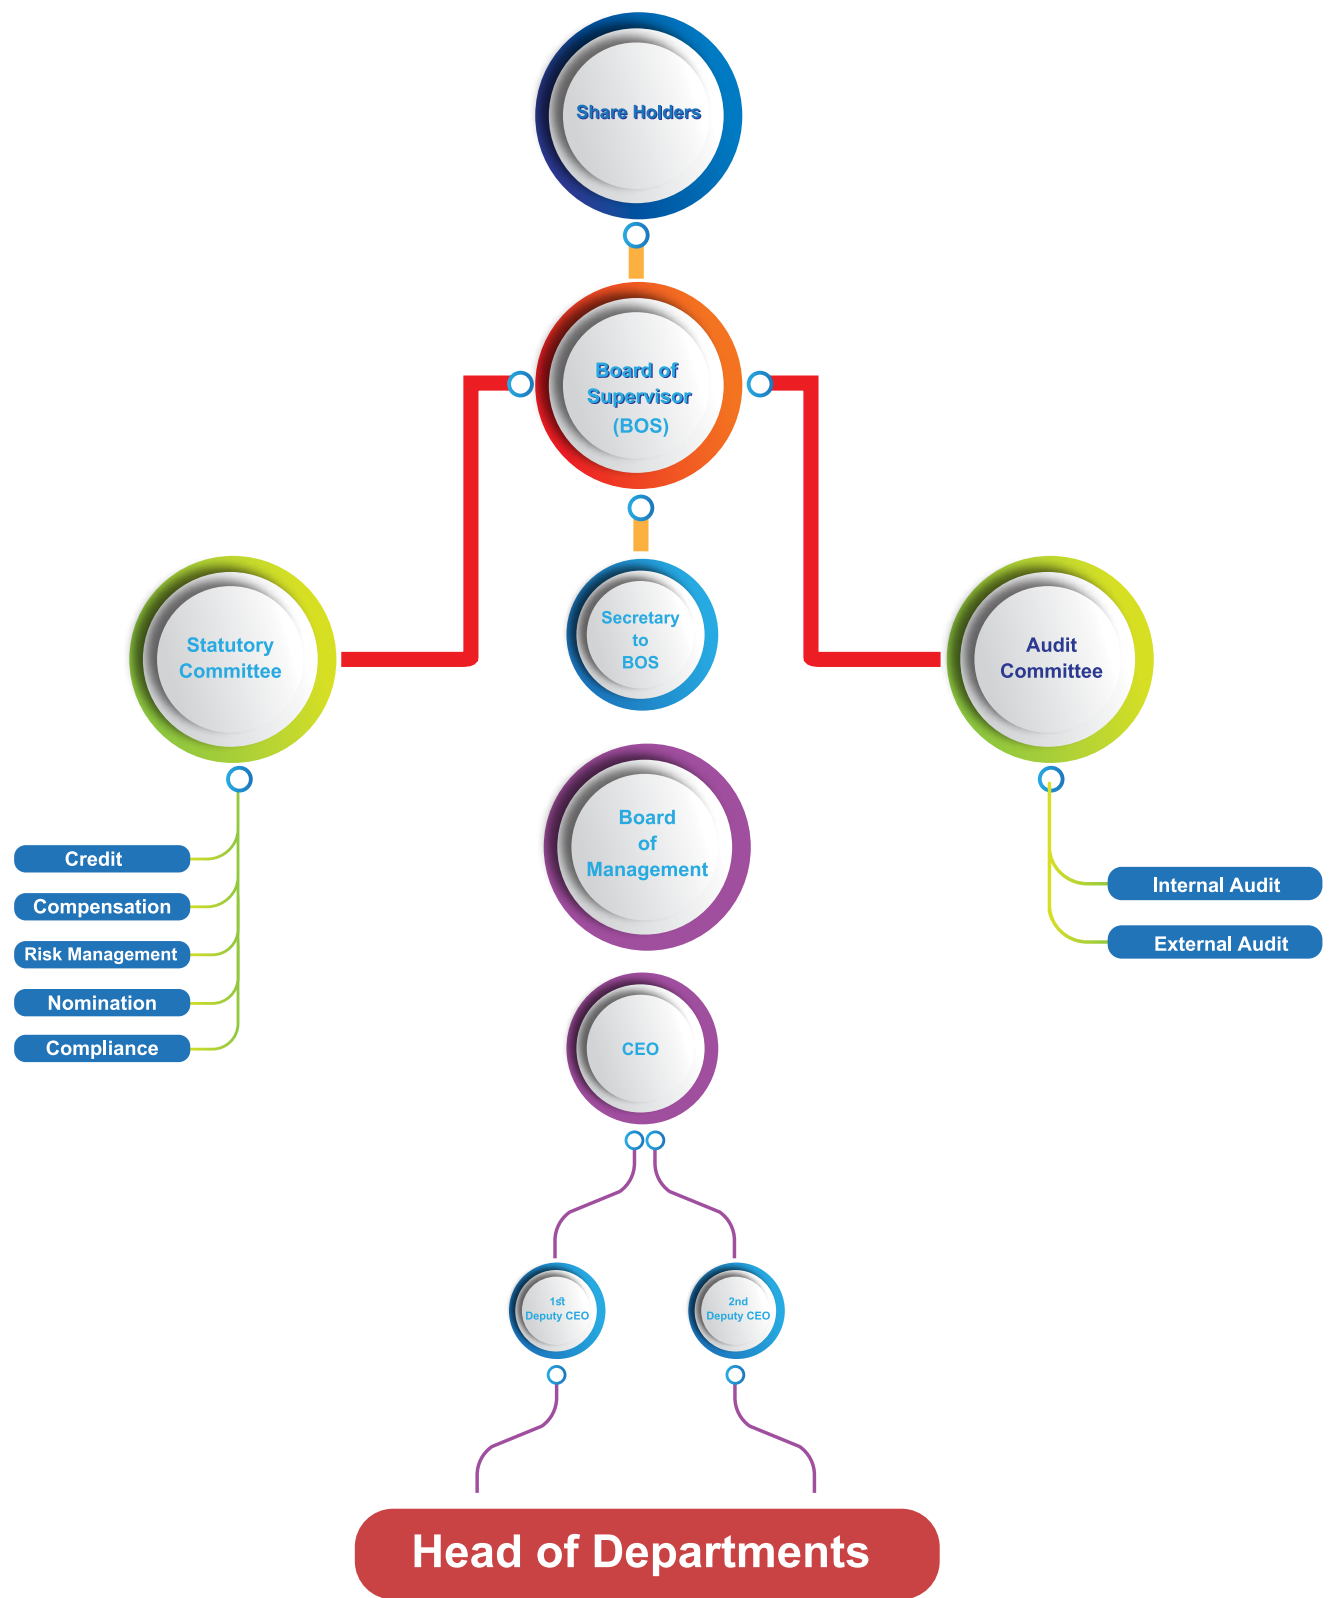 Share Holders
Board of
Supervisor
(BOS)
Secretary
to
BOS
Statutory
Committee
Audit
Committee
Credit
Compensation
Risk Management
Nomination
Compliance
Internal Audit
External Audit
Board
of
Management
CEO
1st
Deputy CEO
2nd
Deputy CEO
Head of Departments